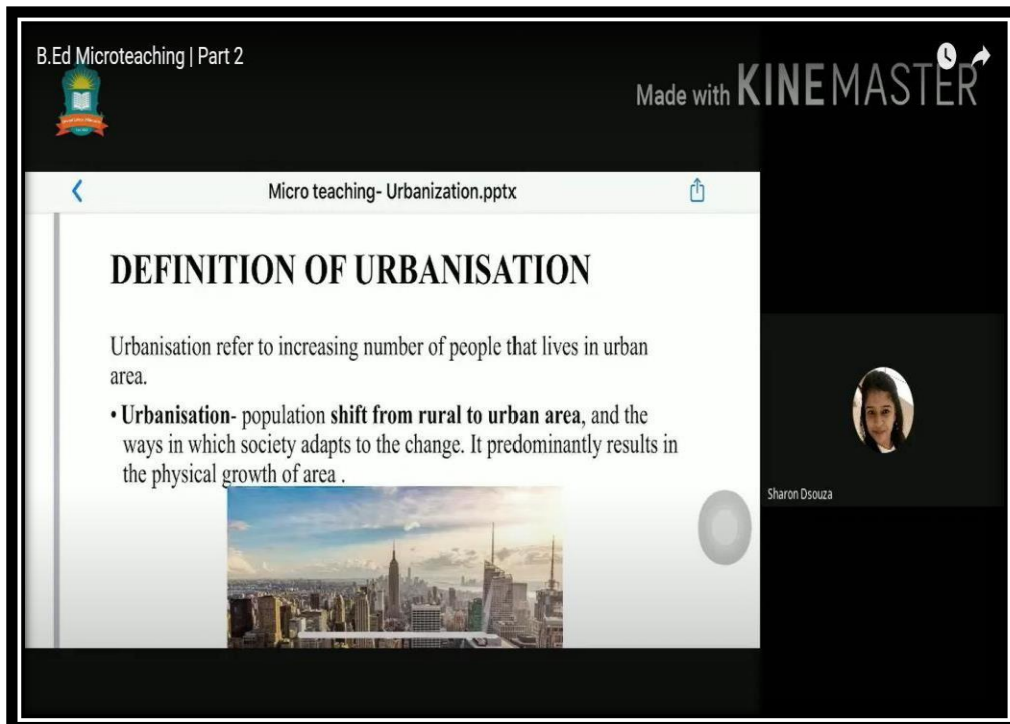 B.Ed Microteaching | Part 2
Made with KINEMASTER
Micro teaching- Urbanization.pptx
DEFINITION OF URBANISATION
Urbanisation refer to increasing number of people that lives in urban
area.
• Urbanisation- population shift from rural to urban area, and the
ways in which society adapts to the change. It predominantly results in
the physical growth of area .
Sharon Dsouza